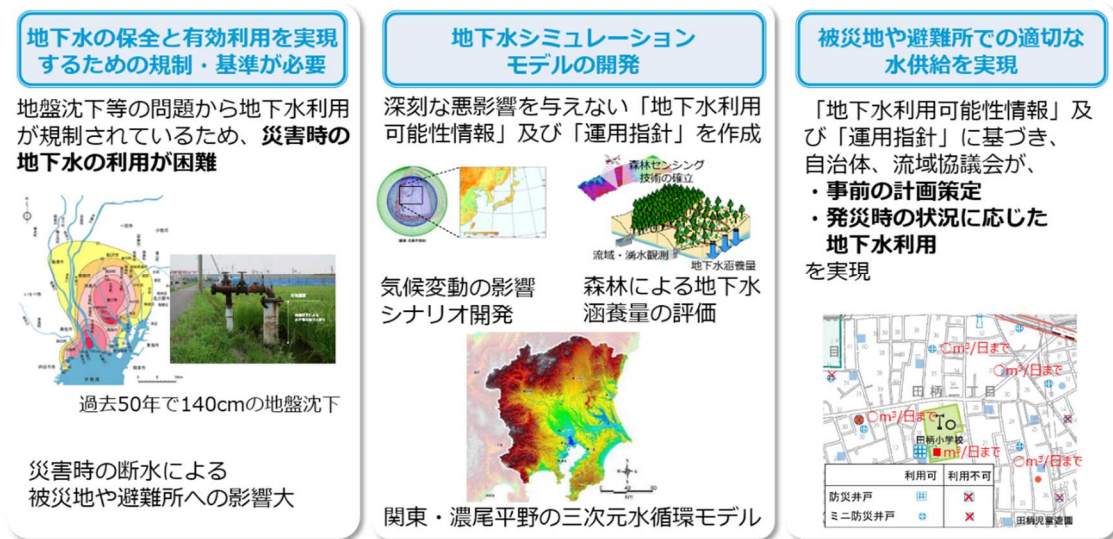 地下水の保全と有効利用を実現
するための規制・基準が必要
地盤沈下等の問題から地下水利用
が規制されているため、災害時の
地下水の利用が困難
過去50年で140cmの地盤沈下
災害時の断水による
被災地や避難所への影響大
地下水シミュレーション
モデルの開発
深刻な悪影響を与えない「地下水利用
可能性情報」及び「運用指針」を作成
森林センシング
技術の確立
流域・湧水観測
地下水涵養量
気候変動の影響
シナリオ開発
森林による地下水
涵養量の評価
関東・濃尾平野の三次元水循環モデル
被災地や避難所での適切な
水供給を実現
「地下水利用可能性情報」及
び「運用指針」に基づき、
自治体、流域協議会が、
・事前の計画策定
・発災時の状況に応じた
地下水利用
を実現
〇m³/日まで
〇m³/日まで
田柄二丁目
〇m³/日まで
田柄小学校
m³/日まで
〇m³/日まで
利用可 利用不可
防災井戸
ミニ防災井戸
田柄児童遊園